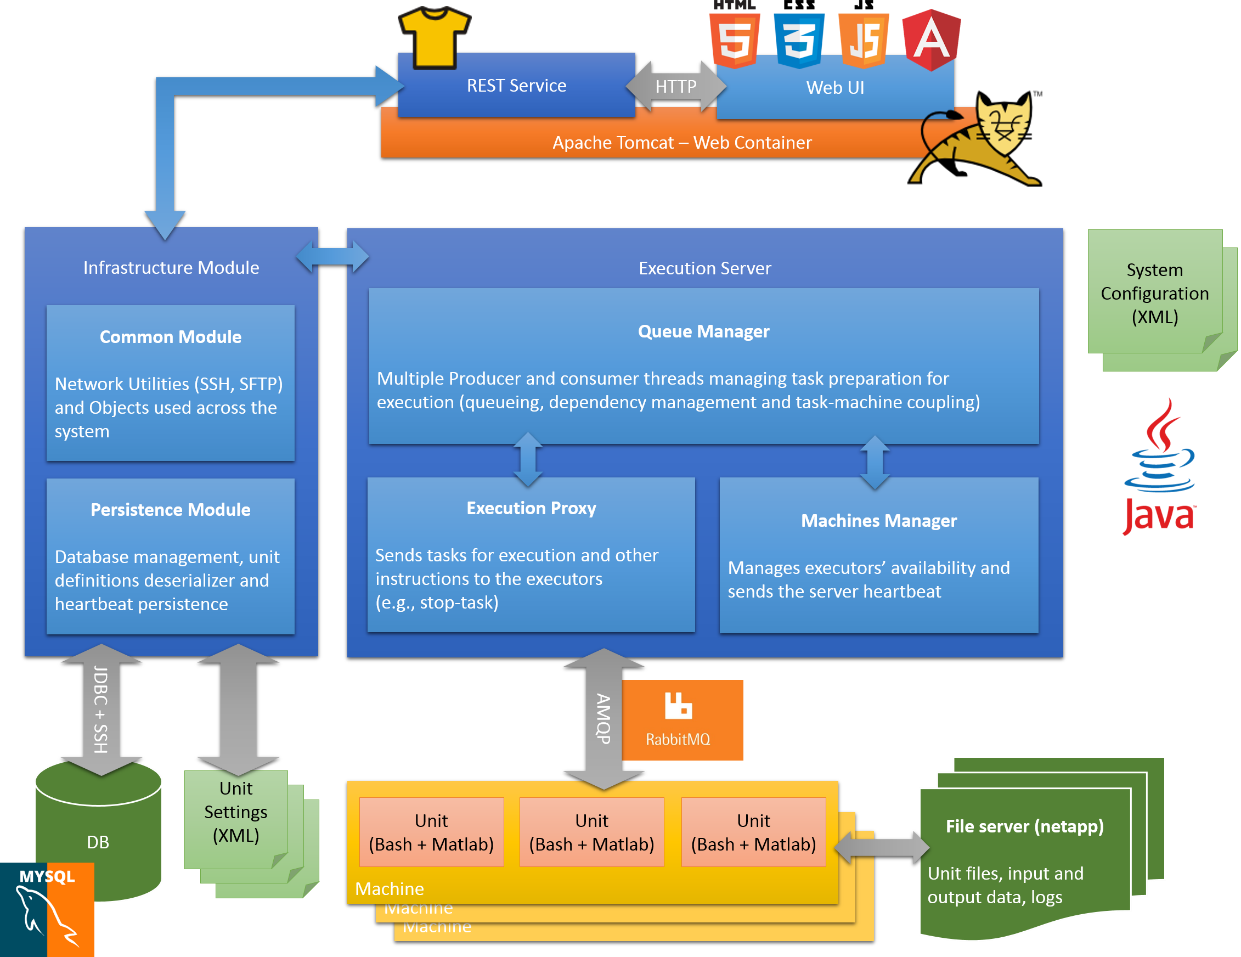 HTML
CSS
JS
5
3
JS
A
REST Service
HTTP
Web UI
TM
Apache Tomcat – Web Container
Infrastructure Module
Common Module
Network Utilities (SSH, SFTP)
and Objects used across the
system
Persistence Module
Database management, unit
definitions deserializer and
heartbeat persistence
Execution Server
Queue Manager
Multiple Producer and consumer threads managing task preparation for
execution (queueing, dependency management and task-machine coupling)
Execution Proxy
Sends tasks for execution and other
instructions to the executors
(e.g., stop-task)
Machines Manager
Manages executors’ availability and
sends the server heartbeat
System
Configuration
(XML)
Java
JDBC + SSH
AMQP
RabbitMQ
DB
MYSQL
Unit
Settings
(XML)
Unit
(Bash + Matlab)
Unit
(Bash + Matlab)
Unit
(Bash + Matlab)
Machine
Machine
Machine
File server (netapp)
Unit files, input and
output data, logs